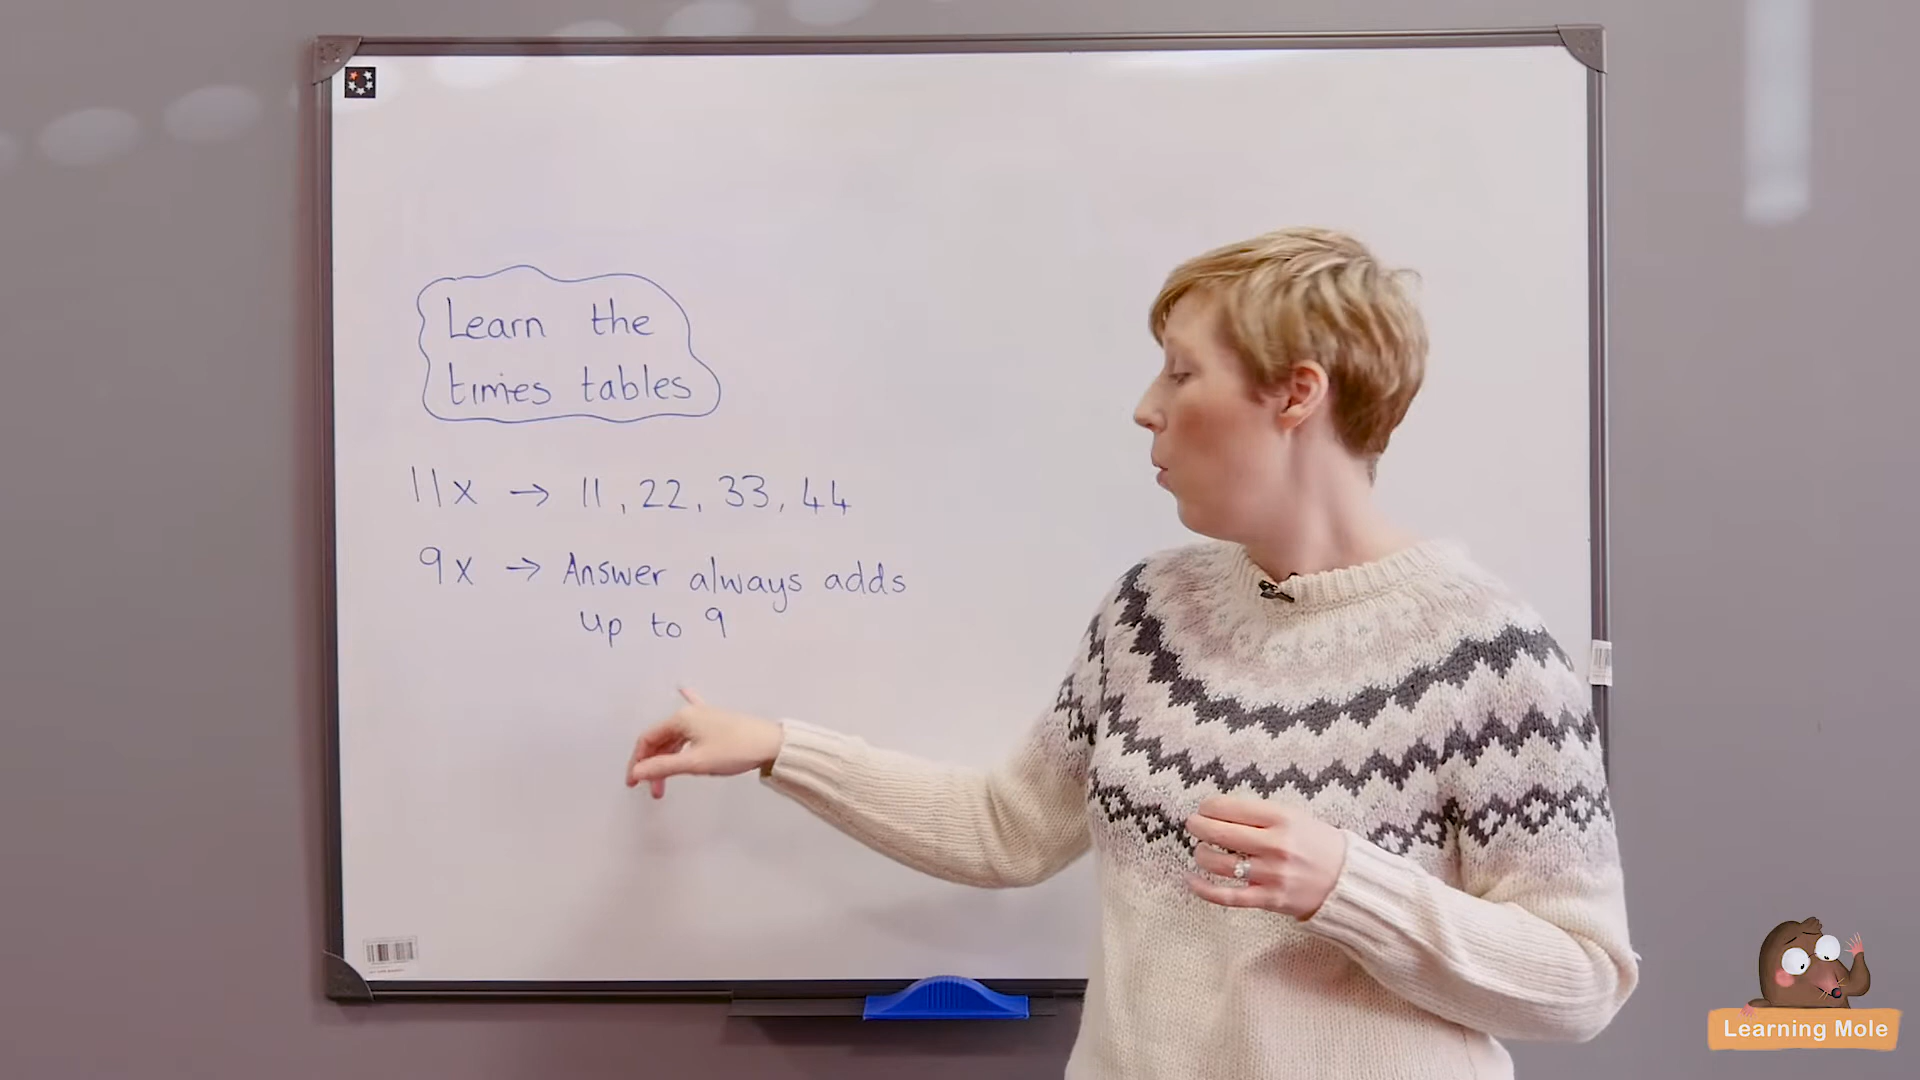 Learn the
times tables
11x → 11, 22, 33, 44
9x → Answer always adds
up to 9
Learning Mole